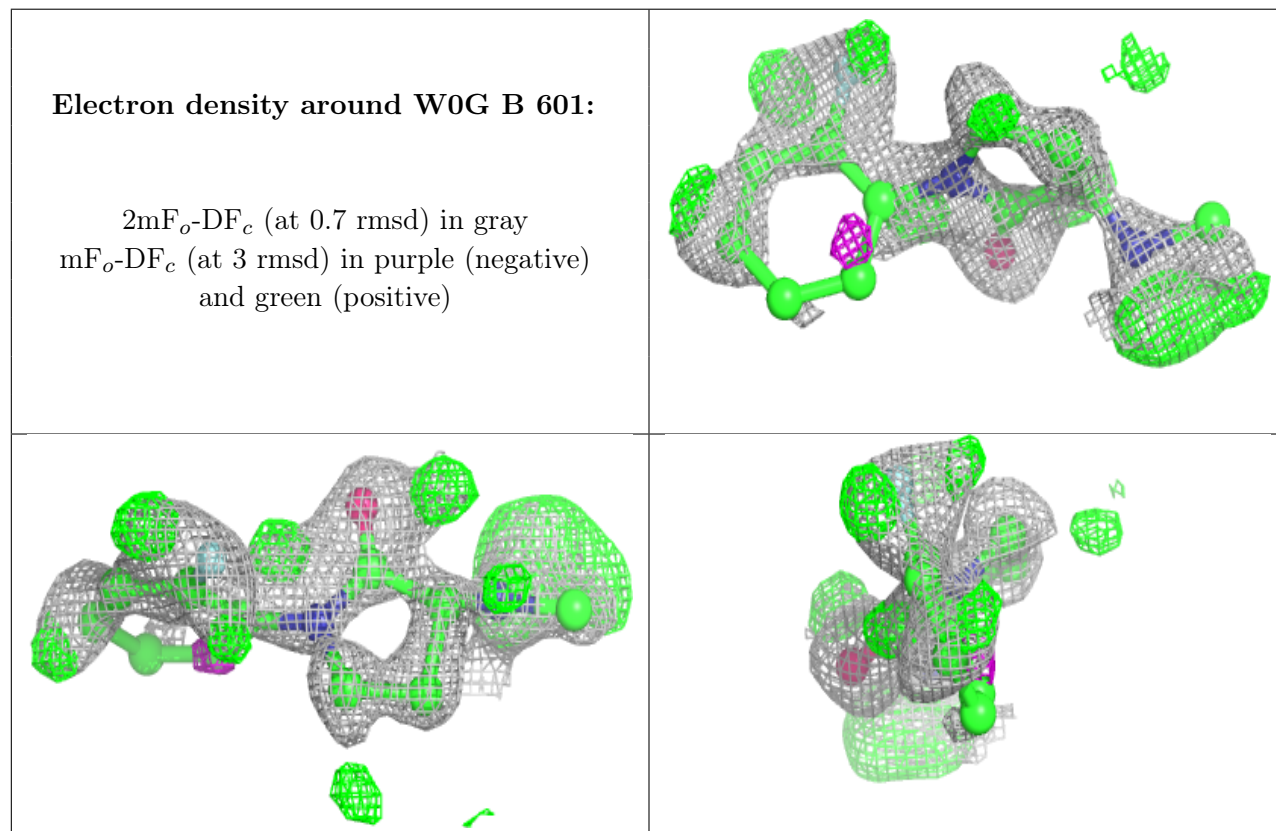 Electron density around W0G B 601:
2mFo-DFc (at 0.7 rmsd) in gray
mFo-DFc (at 3 rmsd) in purple (negative)
and green (positive)